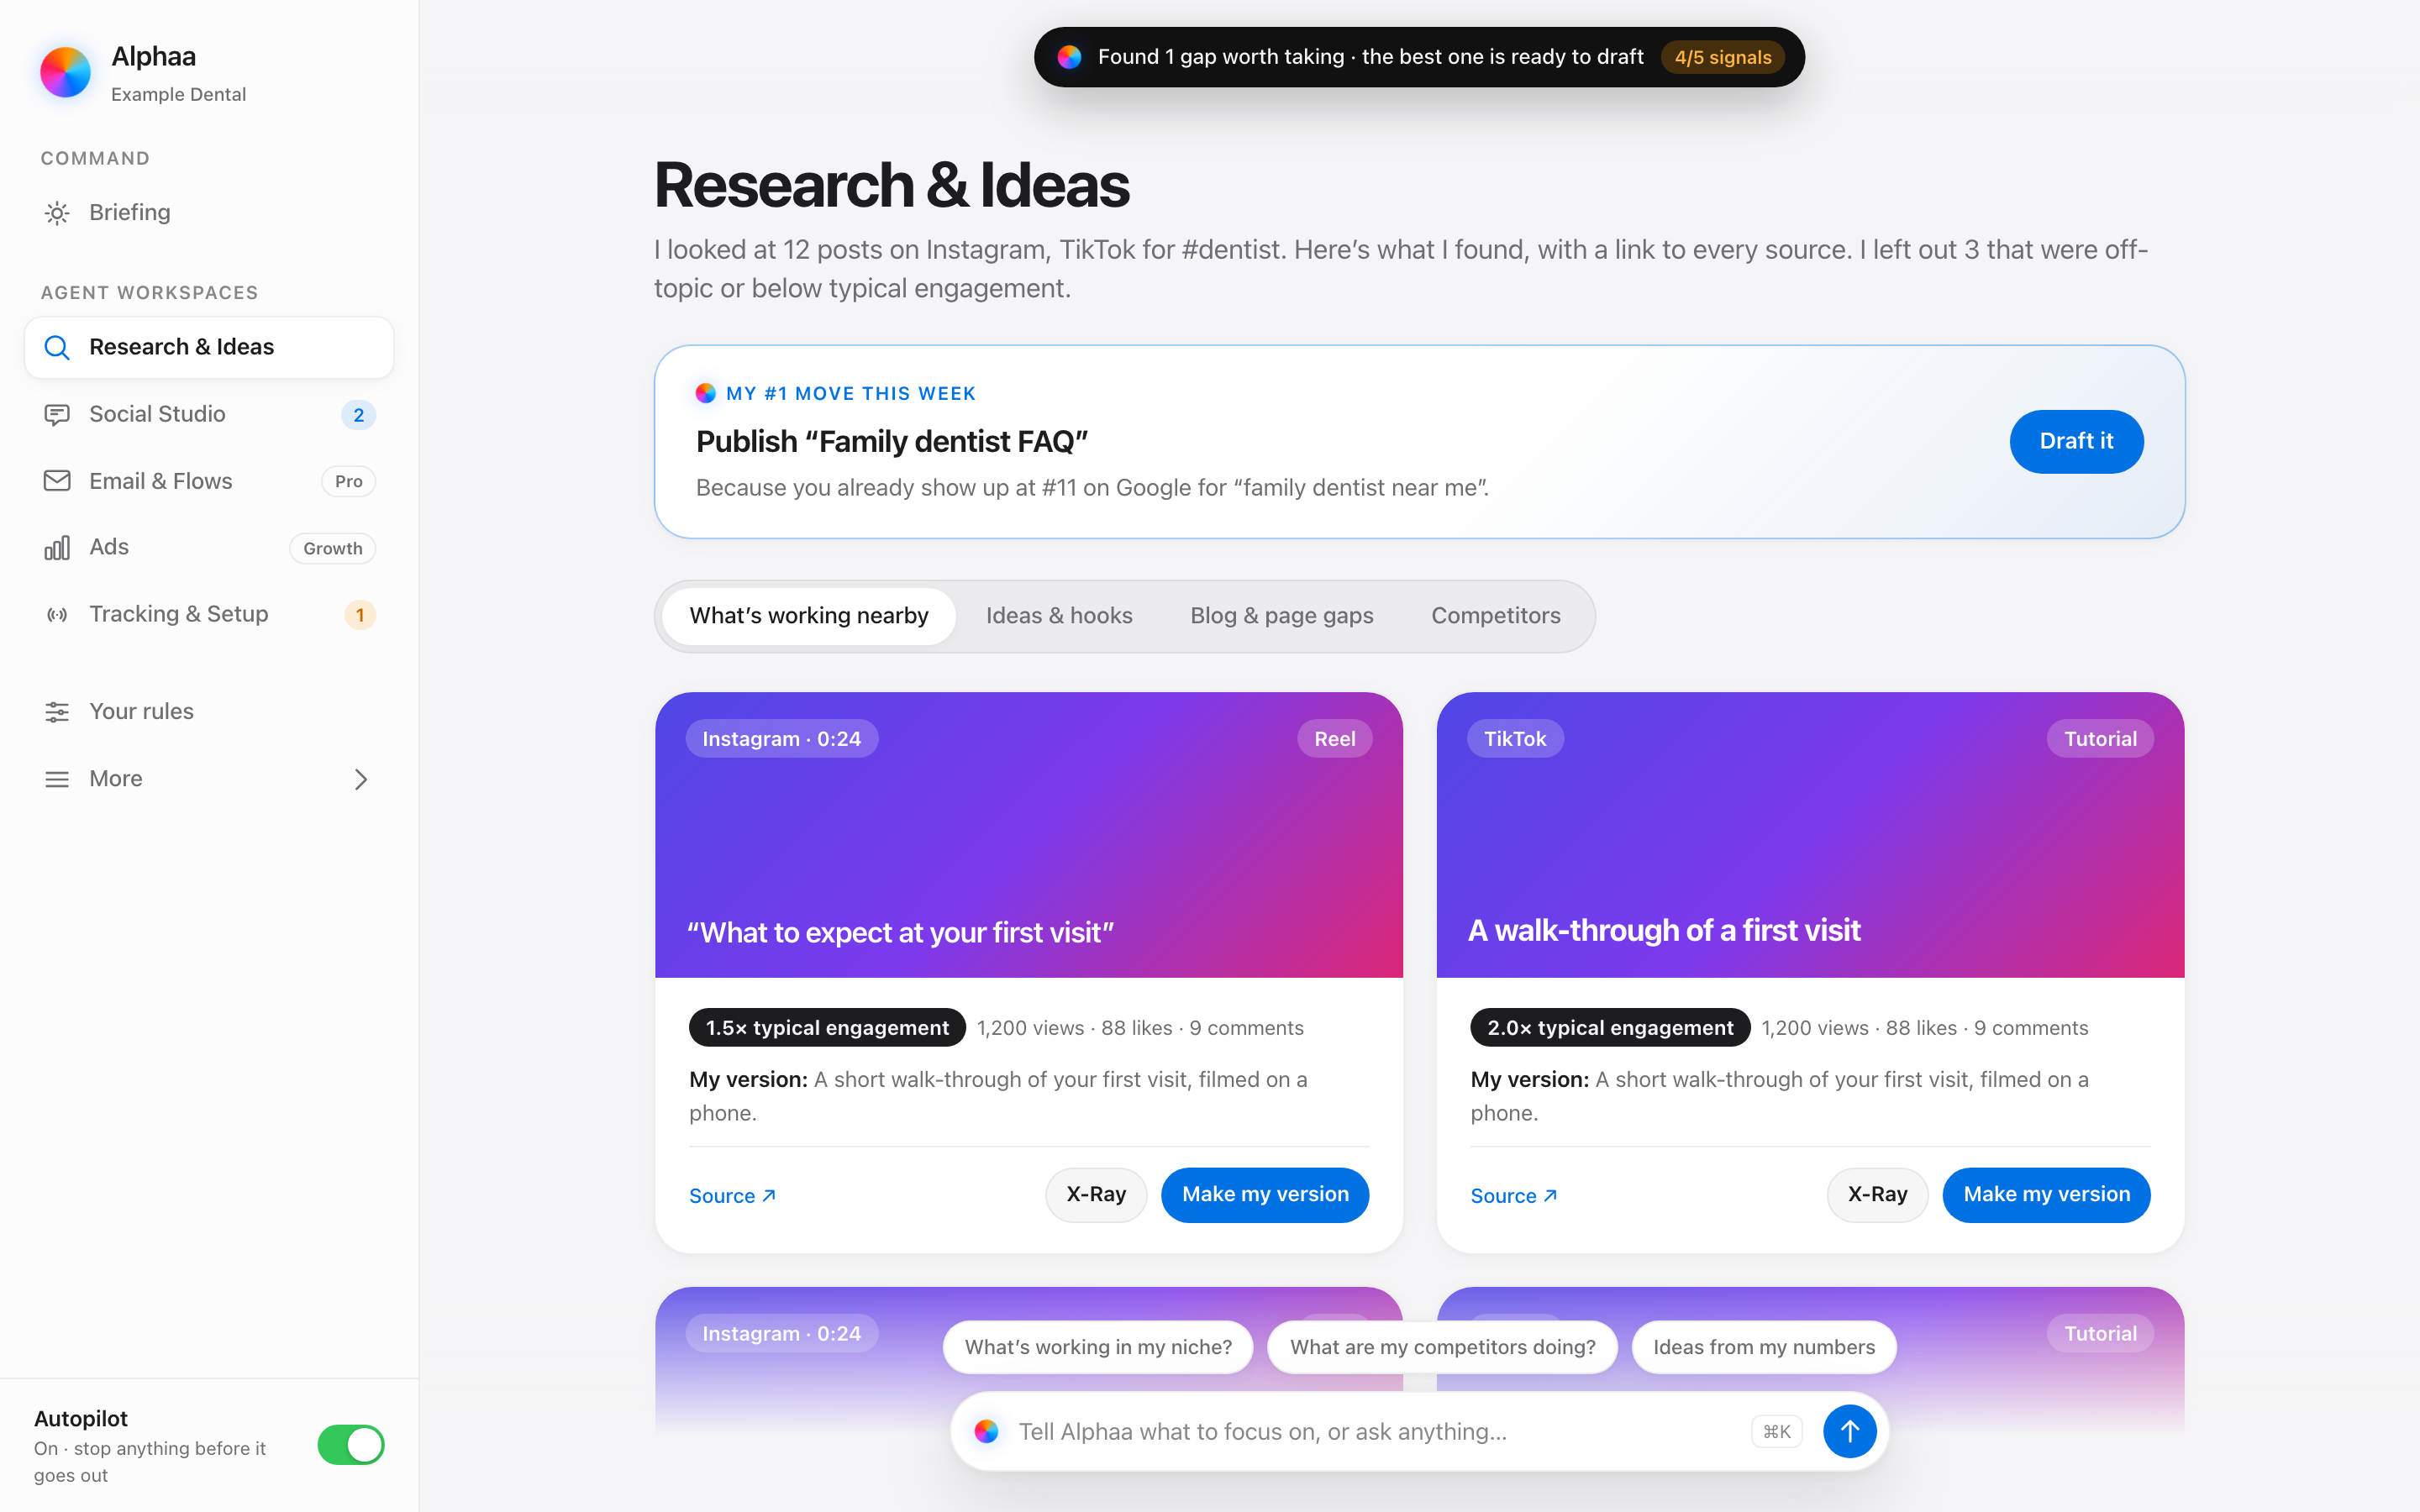 Alphaa
Example Dental
COMMAND
Briefing
AGENT WORKSPACES
Research & Ideas
Social Studio
2
Email & Flows
Pro
Ads
Growth
Tracking & Setup
1
Your rules
More
Autopilot
On · stop anything before it
goes out
Found 1 gap worth taking · the best one is ready to draft
4/5 signals
Research & Ideas
I looked at 12 posts on Instagram, TikTok for #dentist. Here’s what I found, with a link to every source. I left out 3 that were off-
topic or below typical engagement.
MY #1 MOVE THIS WEEK
Publish “Family dentist FAQ”
Because you already show up at #11 on Google for “family dentist near me”.
Draft it
What’s working nearby
Ideas & hooks
Blog & page gaps
Competitors
Instagram · 0:24
Reel
“What to expect at your first visit”
1.5× typical engagement
1,200 views · 88 likes · 9 comments
My version: A short walk-through of your first visit, filmed on a
phone.
Source ↗
X-Ray
Make my version
TikTok
Tutorial
A walk-through of a first visit
2.0× typical engagement
1,200 views · 88 likes · 9 comments
My version: A short walk-through of your first visit, filmed on a
phone.
Source ↗
X-Ray
Make my version
Instagram · 0:24
Tutorial
What’s working in my niche?
What are my competitors doing?
Ideas from my numbers
Tell Alphaa what to focus on, or ask anything...
⌘K